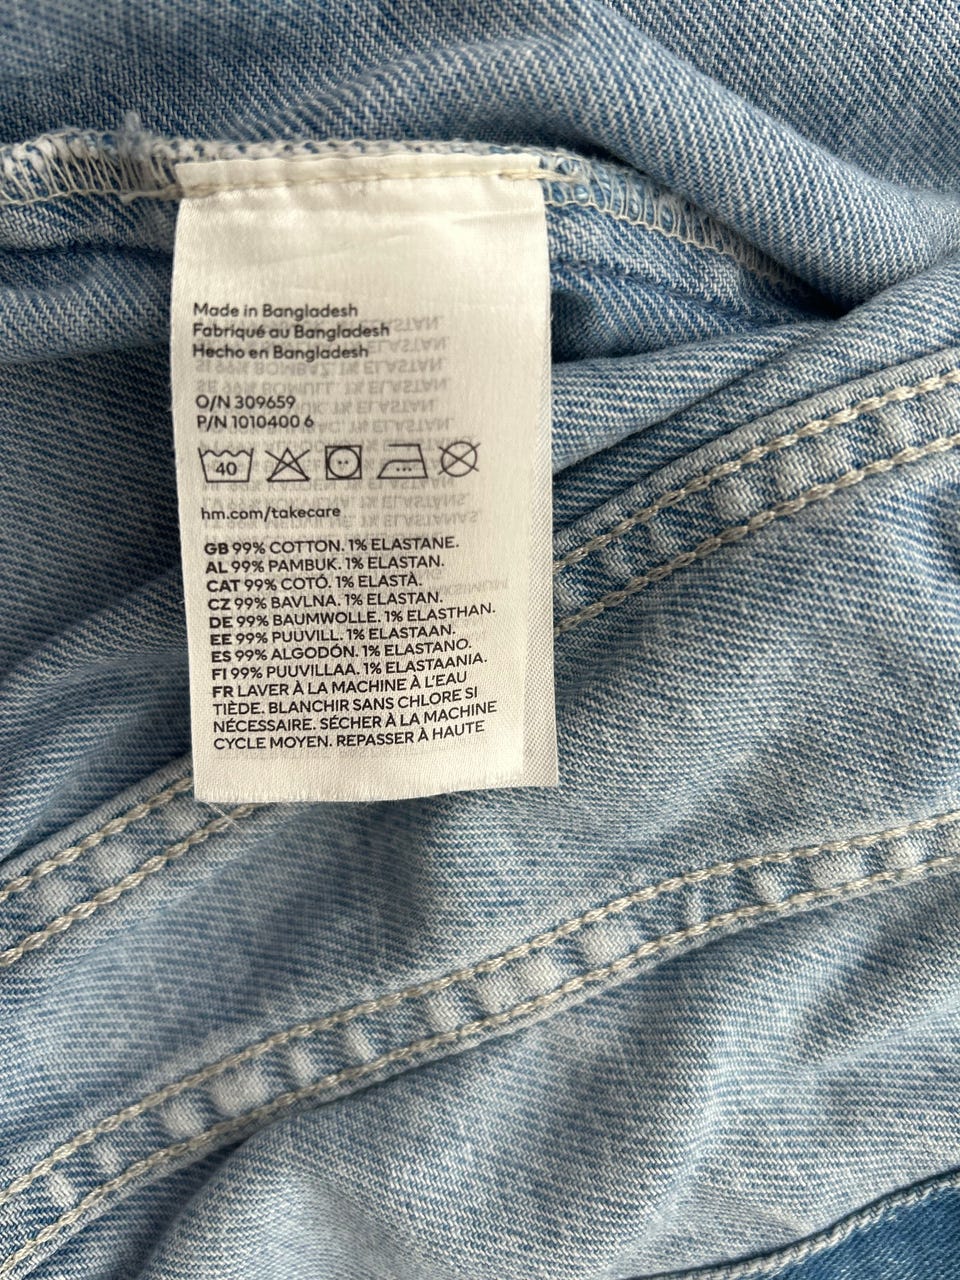 Made in Bangladesh
Fabriqué au Bangladesh
Hecho en Bangladesh
O/N 309659
P/N 1010400 6
40
hm.com/takecare
GB 99% COTTON. 1% ELASTANE.
AL 99% PAMBUK. 1% ELASTAN.
CAT 99% COTÓ. 1% ELASTÀ.
CZ 99% BAVLNA. 1% ELASTAN.
DE 99% BAUMWOLLE. 1% ELASTHAN.
EE 99% PUUVILL. 1% ELASTAAN.
ES 99% ALGODÓN. 1% ELASTANO.
FI 99% PUUVILLAA. 1% ELASTAANIA.
FR LAVER À LA MACHINE À L'EAU
TIÈDE. BLANCHIR SANS CHLORE SI
NÉCESSAIRE. SÉCHER À LA MACHINE
CYCLE MOYEN. REPASSER À HAUTE